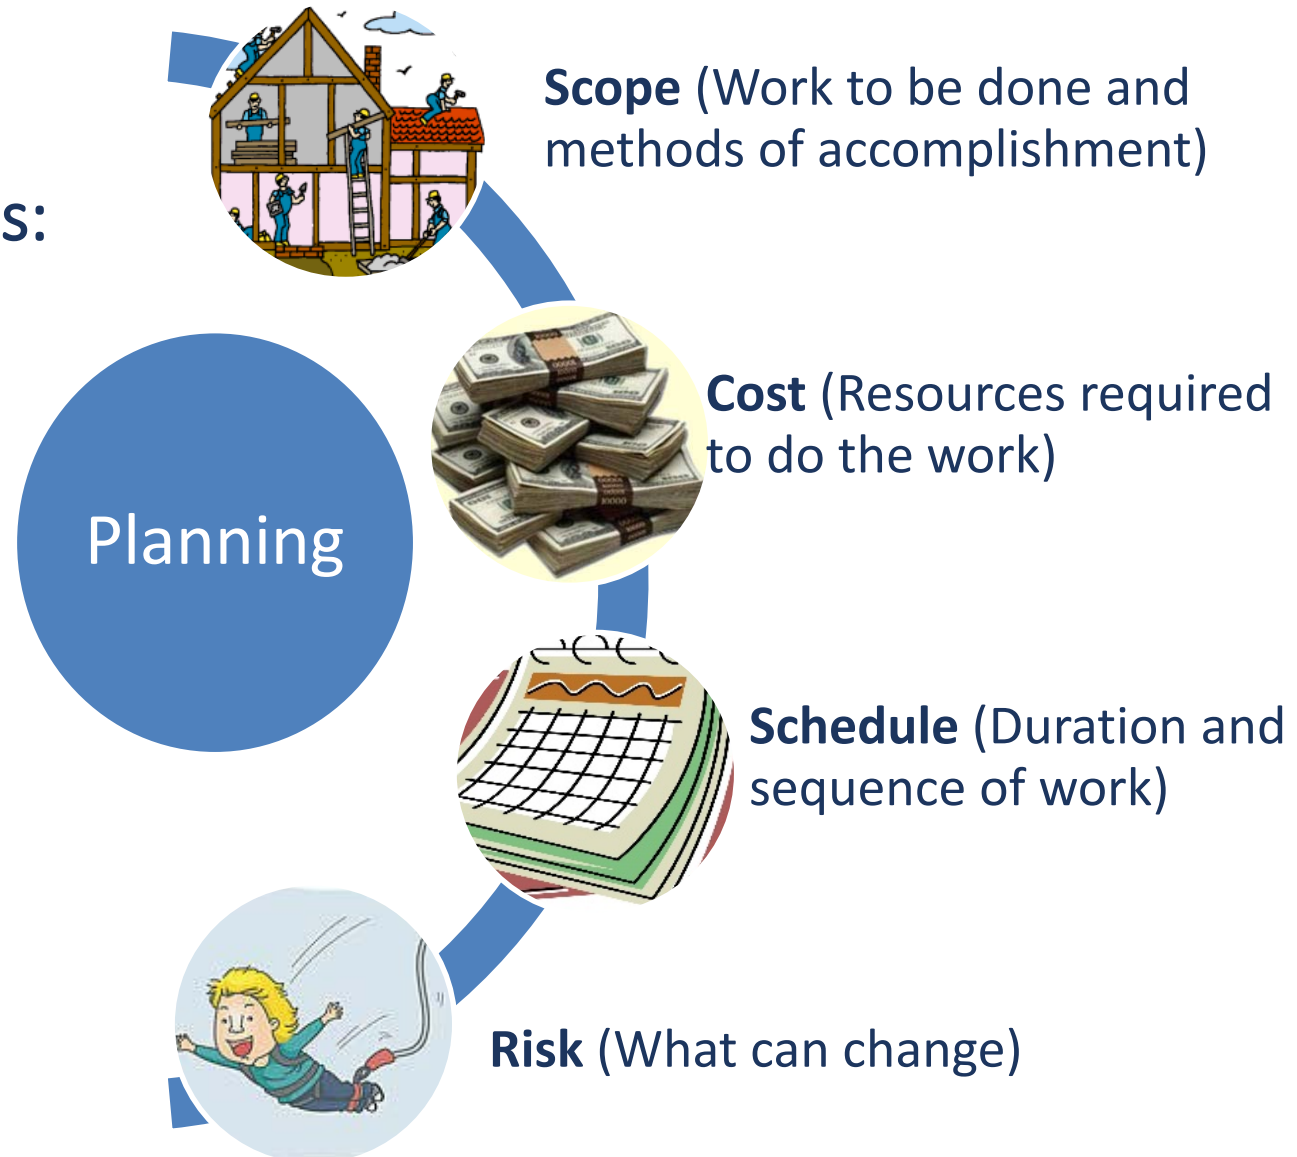 Scope (Work to be done and
methods of accomplishment)
s:
Cost (Resources required
to do the work)
Planning
Schedule (Duration and
sequence of work)
Risk (What can change)